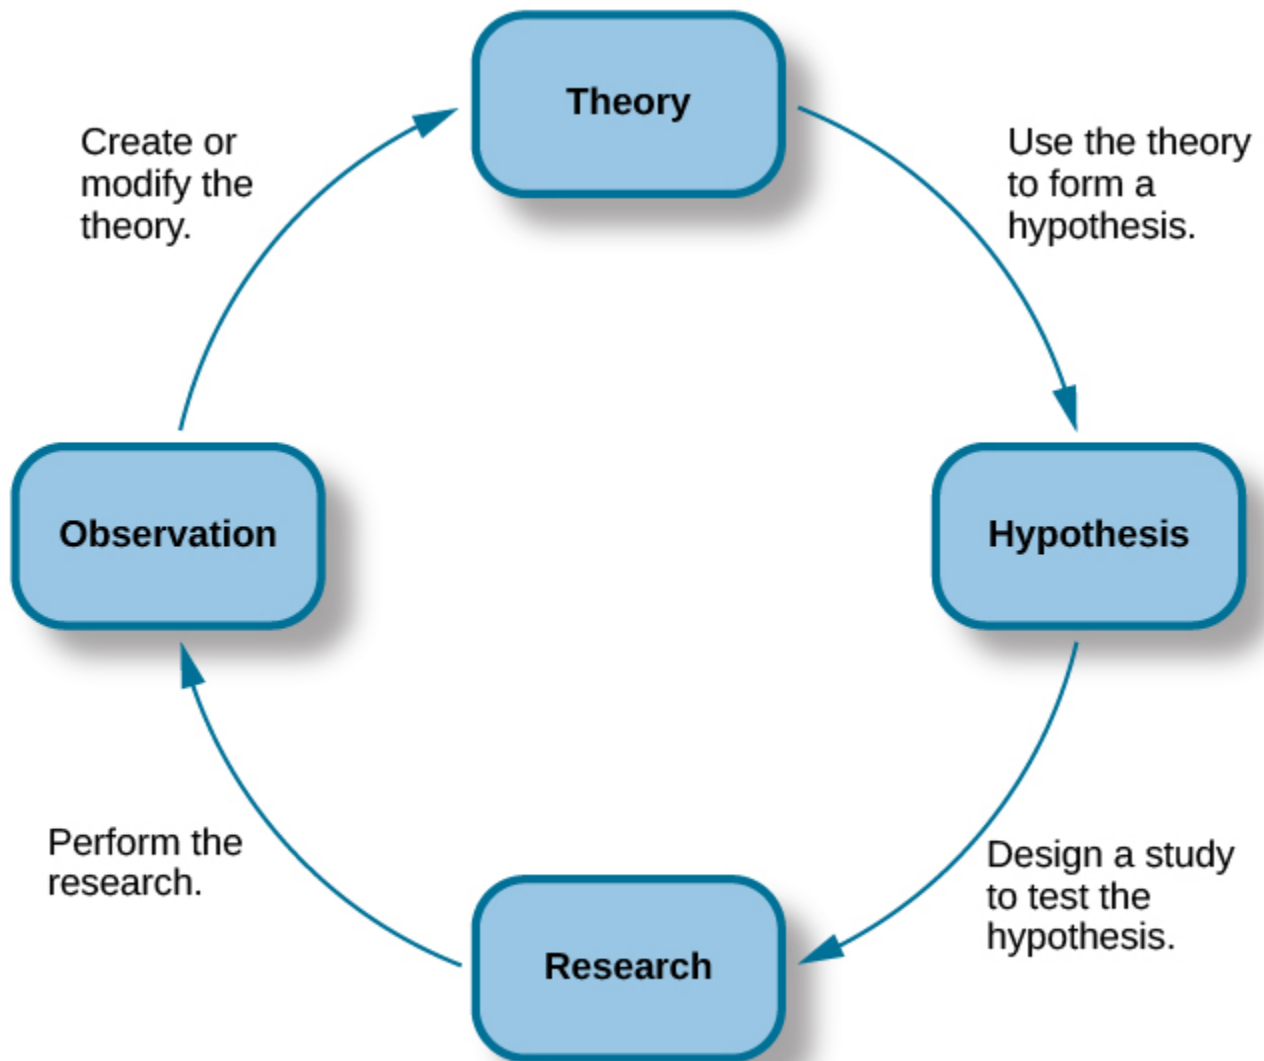 Theory
Use the theory
to form a
hypothesis.
Hypothesis
Design a study
to test the
hypothesis.
Research
Perform the
research.
Observation
Create or
modify the
theory.